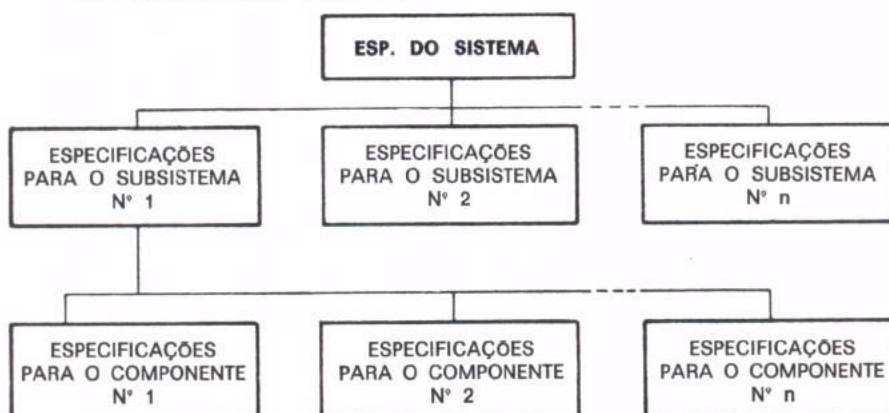 ESP. DO SISTEMA
ESPECIFICAÇÕES
PARA O SUBSISTEMA
Nº 1
ESPECIFICAÇÕES
PARA O SUBSISTEMA
Nº 2
ESPECIFICAÇÕES
PARA O SUBSISTEMA
Nº n
ESPECIFICAÇÕES
PARA O COMPONENTE
Nº 1
ESPECIFICAÇÕES
PARA O COMPONENTE
Nº 2
ESPECIFICAÇÕES
PARA O COMPONENTE
Nº n